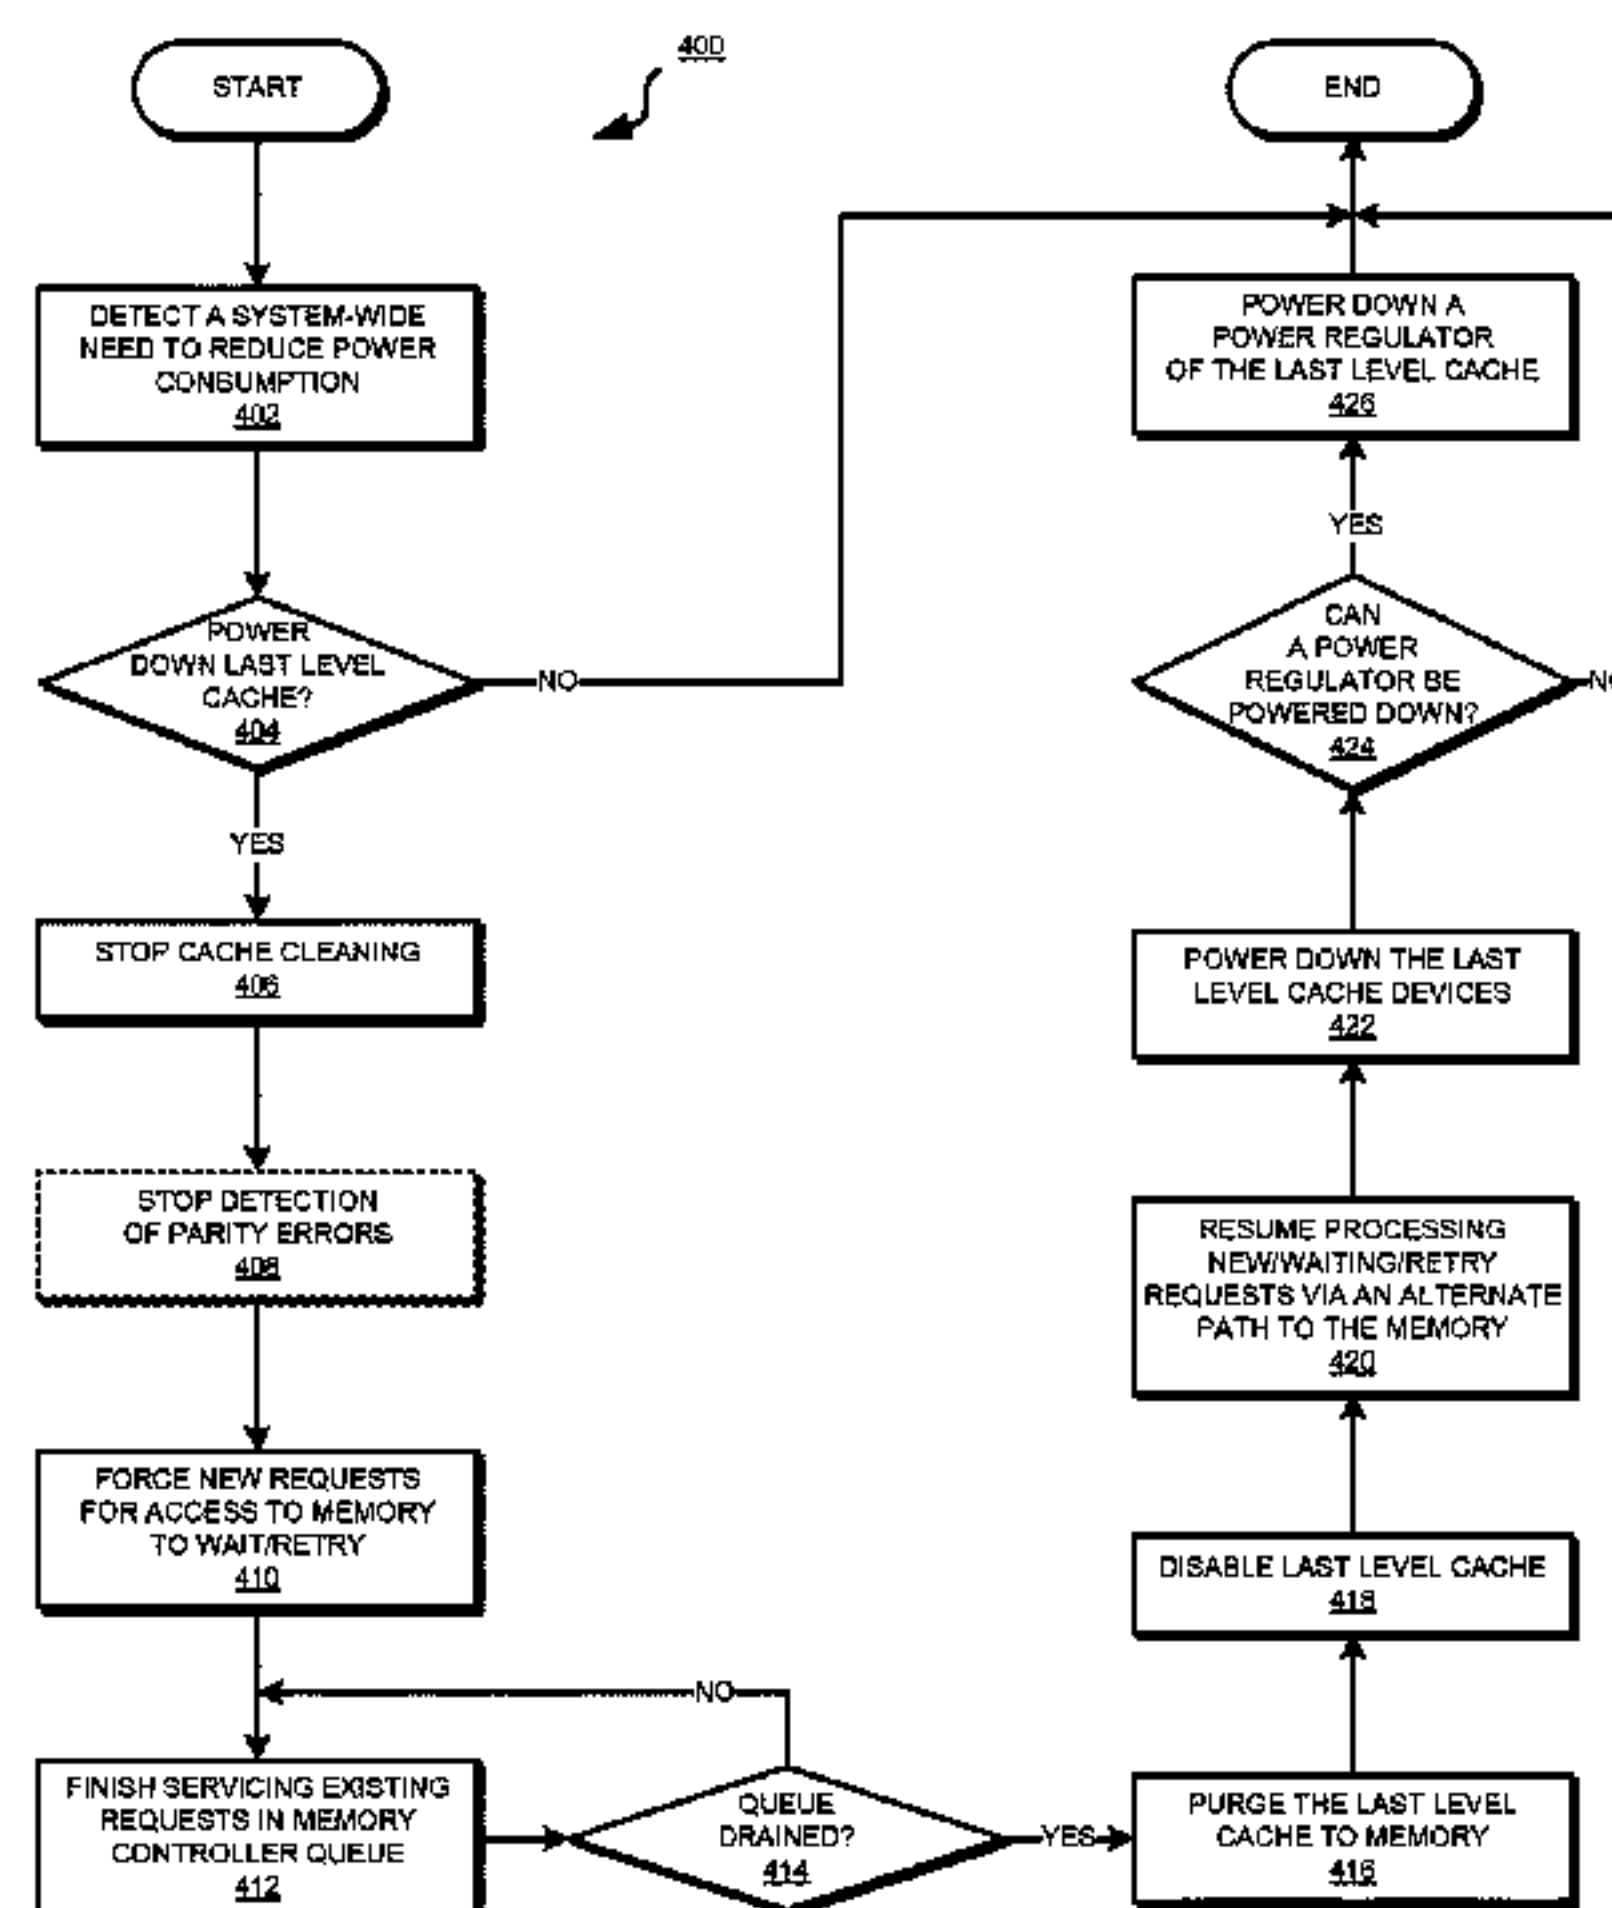 START
400
END
DETECT A SYSTEM-WIDE
NEED TO REDUCE POWER
CONSUMPTION
402
POWER
DOWN LAST LEVEL
CACHE?
404
NO
YES
STOP CACHE CLEANING
406
STOP DETECTION
OF PARITY ERRORS
408
FORCE NEW REQUESTS
FOR ACCESS TO MEMORY
TO WAIT/RETRY
410
NO
FINISH SERVICING EXISTING
REQUESTS IN MEMORY
CONTROLLER QUEUE
412
QUEUE
DRAINED?
414
YES
PURGE THE LAST LEVEL
CACHE TO MEMORY
416
DISABLE LAST LEVEL CACHE
418
RESUME PROCESSING
NEW/WAITING/RETRY
REQUESTS VIA AN ALTERNATE
PATH TO THE MEMORY
420
POWER DOWN THE LAST
LEVEL CACHE DEVICES
422
CAN
A POWER
REGULATOR BE
POWERED DOWN?
424
YES
POWER DOWN A
POWER REGULATOR
OF THE LAST LEVEL CACHE
426